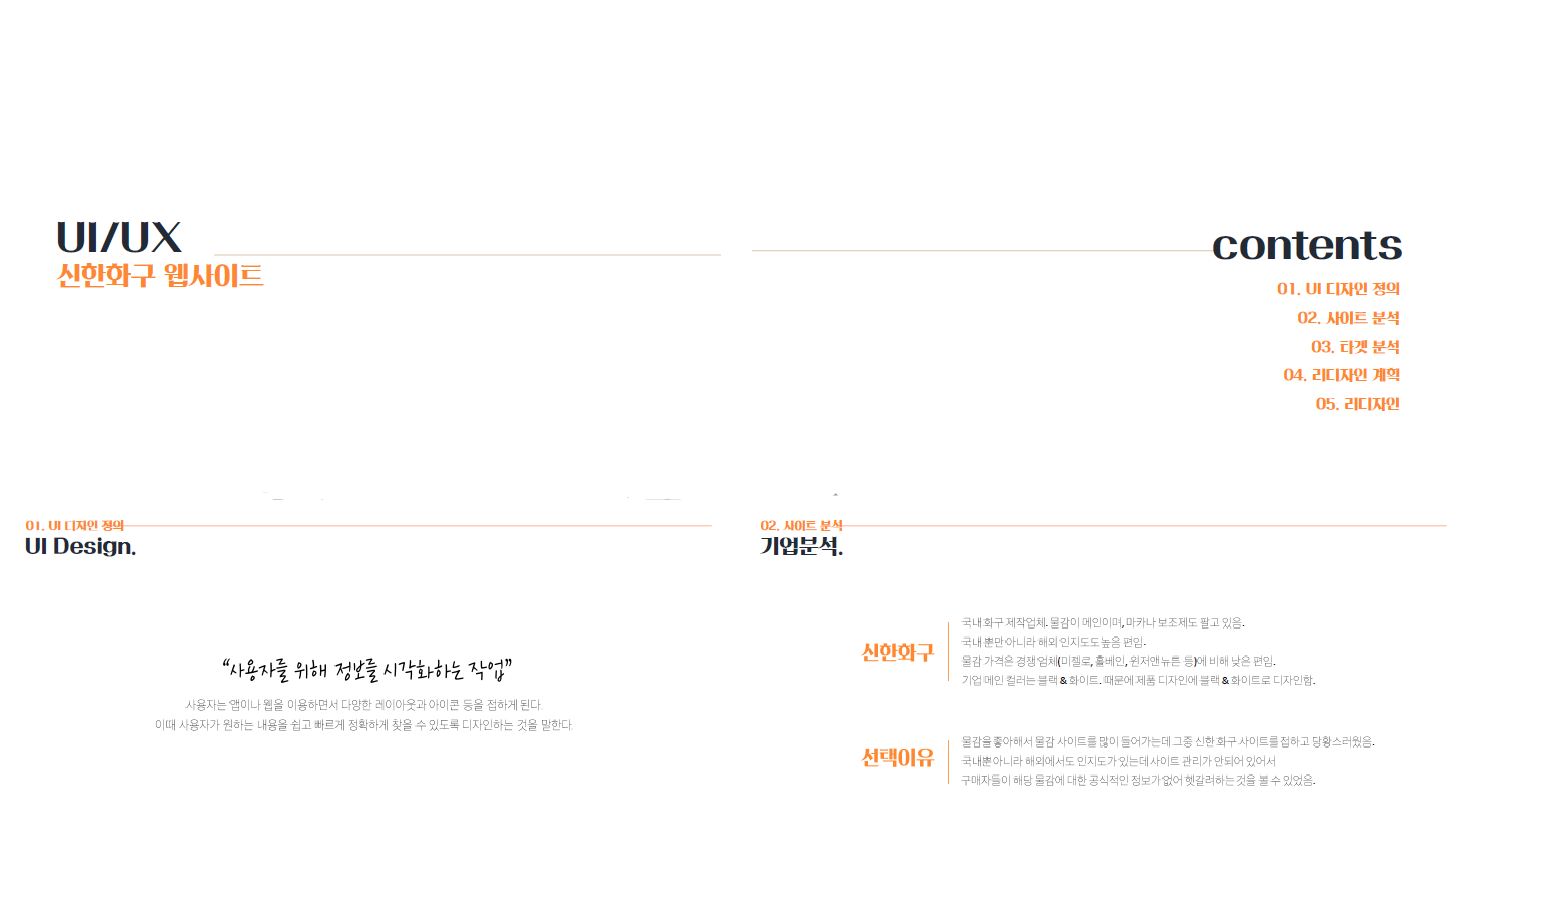 UI/UX
신한화구 웹사이트
contents
01. UI 디자인 정의
02. 사이트 분석
03. 타겟 분석
04. 리디자인 계획
05. 리디자인
01. UI 디자인 정의
UI Design.
“사용자를 위해 정보를 시각화하는 작업”
사용자는 앱이나 웹을 이용하면서 다양한 레이아웃과 아이콘 등을 접하게 된다.
이때 사용자가 원하는 내용을 쉽고 빠르게 정확하게 찾을 수 있도록 디자인하는 것을 말한다.
02. 사이트 분석
기업분석.
신한화구
국내 화구 제작업체. 물감이 메인이며, 마카나 보조제도 팔고 있음.
국내 뿐만 아니라 해외 인지도도 높음 편임.
물감 가격은 경쟁 업체(미젤로, 홀베인, 윈저앤뉴튼 등)에 비해 낮은 편임.
기업 메인 컬러는 블랙 & 화이트. 때문에 제품 디자인에 블랙 & 화이트로 디자인함.
선택이유
물감을 좋아해서 물감 사이트를 많이 들어가는데 그중 신한 화구 사이트를 접하고 당황스러웠음.
국내뿐 아니라 해외에서도 인지도가 있는데 사이트 관리가 안되어 있어서
구매자들이 해당 물감에 대한 공식적인 정보가 없어 헷갈려하는 것을 볼 수 있었음.